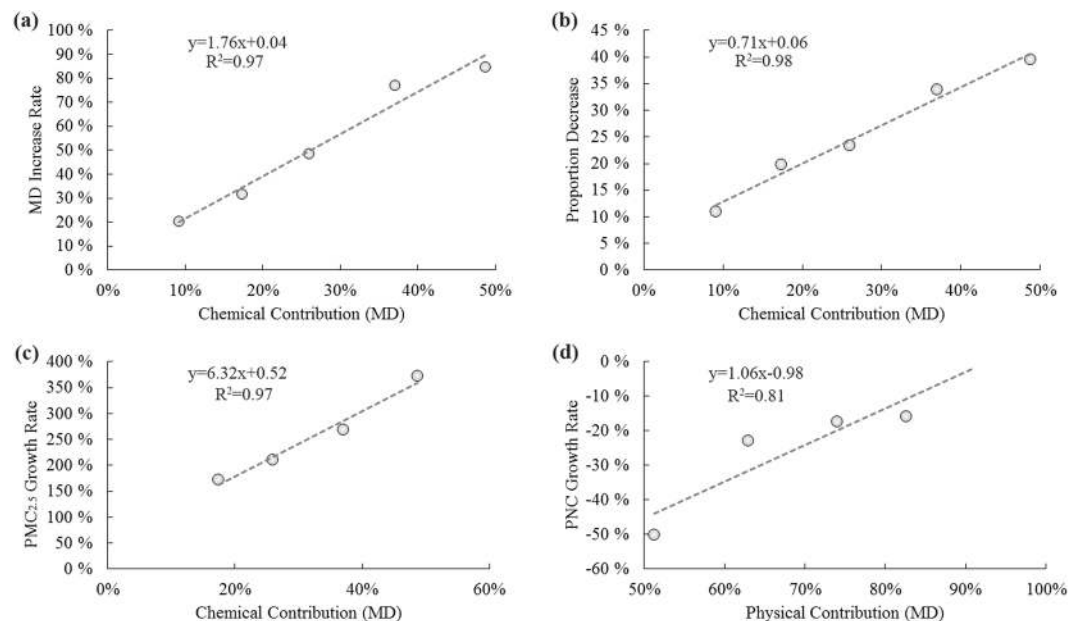 (a)
y=1.76x+0.04
R²=0.97
MD Increase Rate
100 %
90 %
80 %
70 %
60 %
50 %
40 %
30 %
20 %
10 %
0 %
0%
10%
20%
30%
40%
50%
Chemical Contribution (MD)
(b)
y=0.71x+0.06
R²=0.98
Proportion Decrease
45 %
40 %
35 %
30 %
25 %
20 %
15 %
10 %
5 %
0 %
0%
10%
20%
30%
40%
50%
Chemical Contribution (MD)
(c)
y=6.32x+0.52
R²=0.97
PMC₂.₅ Growth Rate
400 %
350 %
300 %
250 %
200 %
150 %
100 %
50 %
0 %
0%
20%
40%
60%
Chemical Contribution (MD)
(d)
y=1.06x-0.98
R²=0.81
PNC Growth Rate
0 %
-10 %
-20 %
-30 %
-40 %
-50 %
-60 %
50%
60%
70%
80%
90%
100%
Physical Contribution (MD)